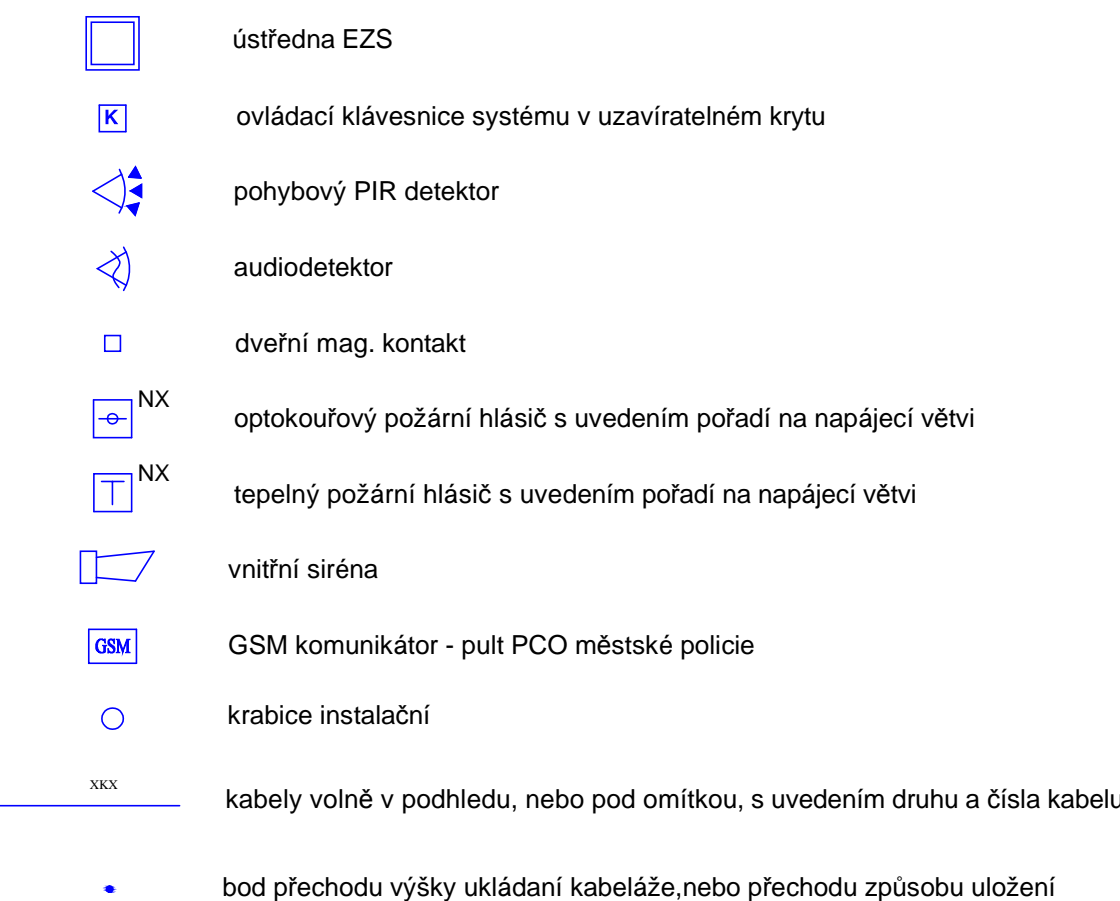 ústředna EZS
K ovládací klávesnice systému v uzavíratelném krytu
pohybový PIR detektor
audiodetektor
dveřní mag. kontakt
NX optokouřový požární hlásič s uvedením pořadí na napájecí větvi
T NX tepelný požární hlásič s uvedením pořadí na napájecí větvi
vnitřní siréna
GSM GSM komunikátor - pult PCO městské policie
krabice instalační
XKX kabely volně v podhledu, nebo pod omítkou, s uvedením druhu a čísla kabelu
bod přechodu výšky ukládaní kabeláže,nebo přechodu způsobu uložení